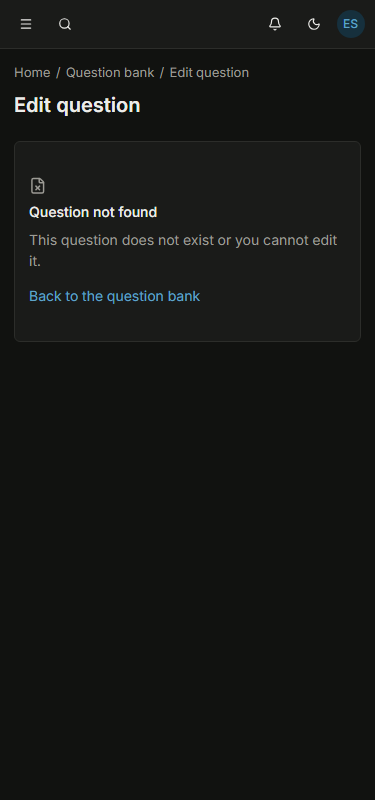 ES
Home / Question bank / Edit question
Edit question
Question not found
This question does not exist or you cannot edit
it.
Back to the question bank